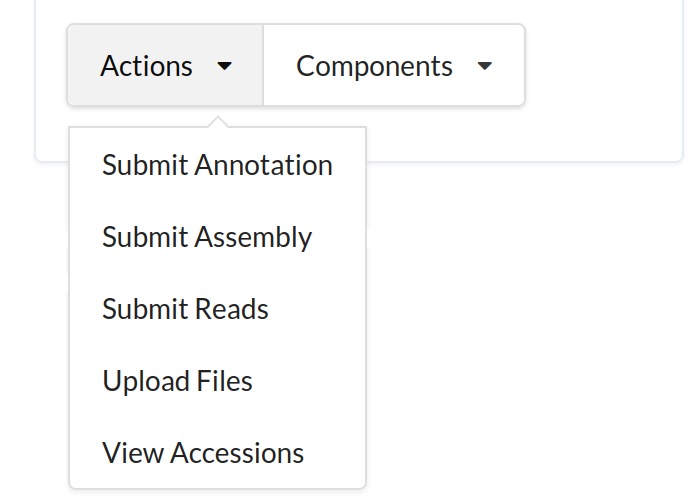 Actions
Components
Submit Annotation
Submit Assembly
Submit Reads
Upload Files
View Accessions